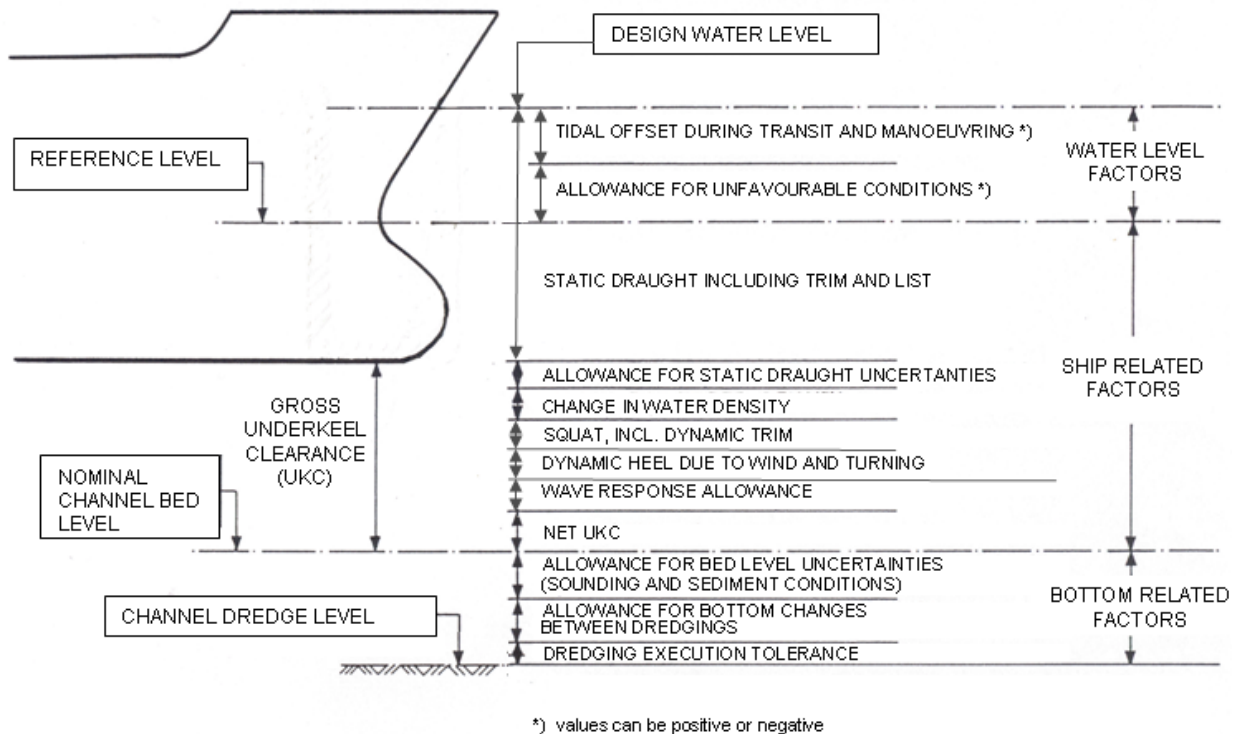 DESIGN WATER LEVEL
TIDAL OFFSET DURING TRANSIT AND MANOEUVRING *)
REFERENCE LEVEL
WATER LEVEL
FACTORS
ALLOWANCE FOR UNFAVOURABLE CONDITIONS *)
STATIC DRAUGHT INCLUDING TRIM AND LIST
SHIP RELATED
FACTORS
ALLOWANCE FOR STATIC DRAUGHT UNCERTANTIES
CHANGE IN WATER DENSITY
GROSS
UNDERKEEL
CLEARANCE
(UKC)
SQUAT, INCL. DYNAMIC TRIM
DYNAMIC HEEL DUE TO WIND AND TURNING
NOMINAL
CHANNEL BED
LEVEL
WAVE RESPONSE ALLOWANCE
NET UKC
ALLOWANCE FOR BED LEVEL UNCERTAINTIES
(SOUNDING AND SEDIMENT CONDITIONS)
BOTTOM RELATED
FACTORS
CHANNEL DREDGE LEVEL
ALLOWANCE FOR BOTTOM CHANGES
BETWEEN DREDGINGS
DREDGING EXECUTION TOLERANCE
*) values can be positive or negative